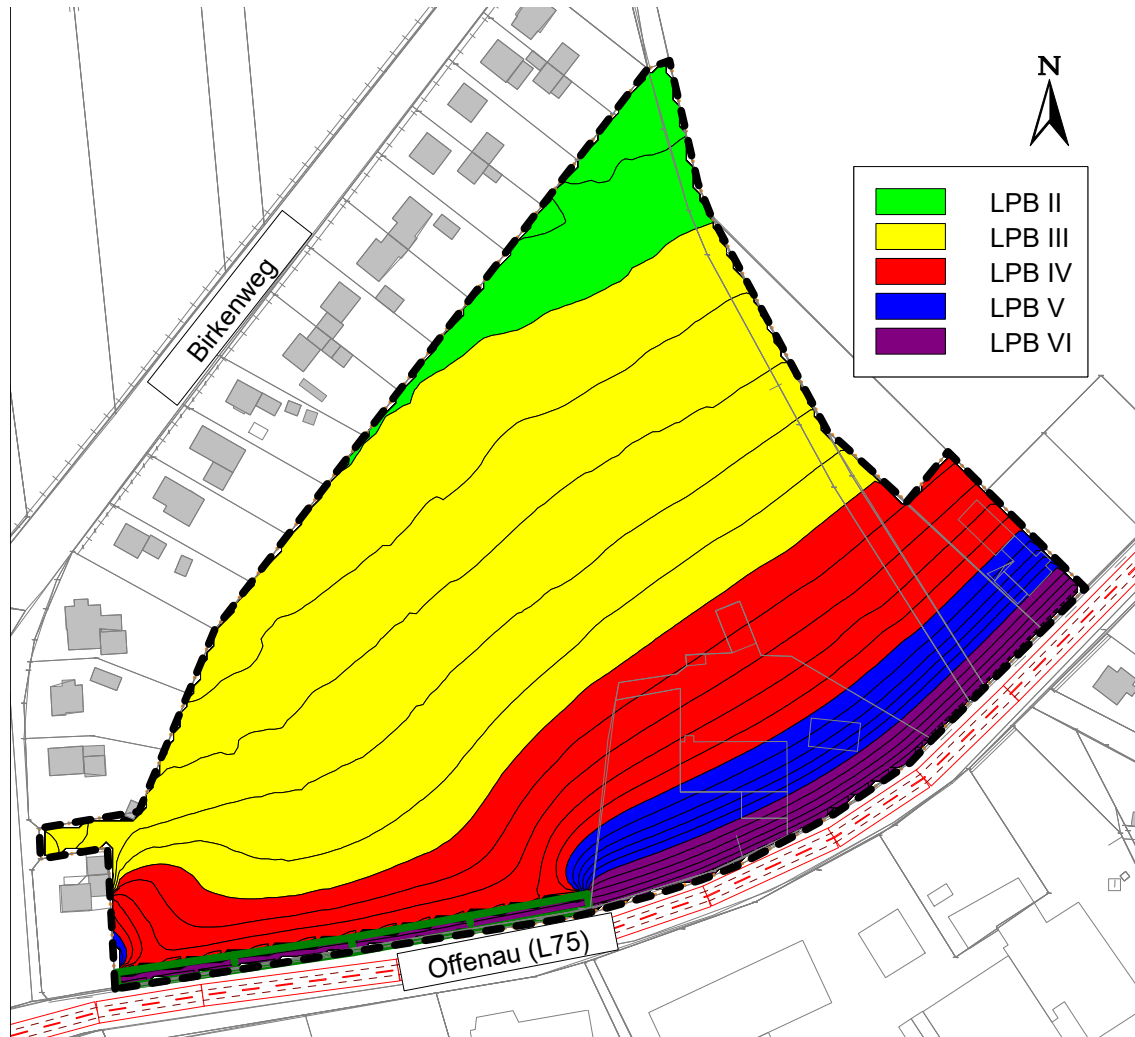 N
LPB II
LPB III
LPB IV
LPB V
LPB VI
Birkenweg
Offenau (L75)